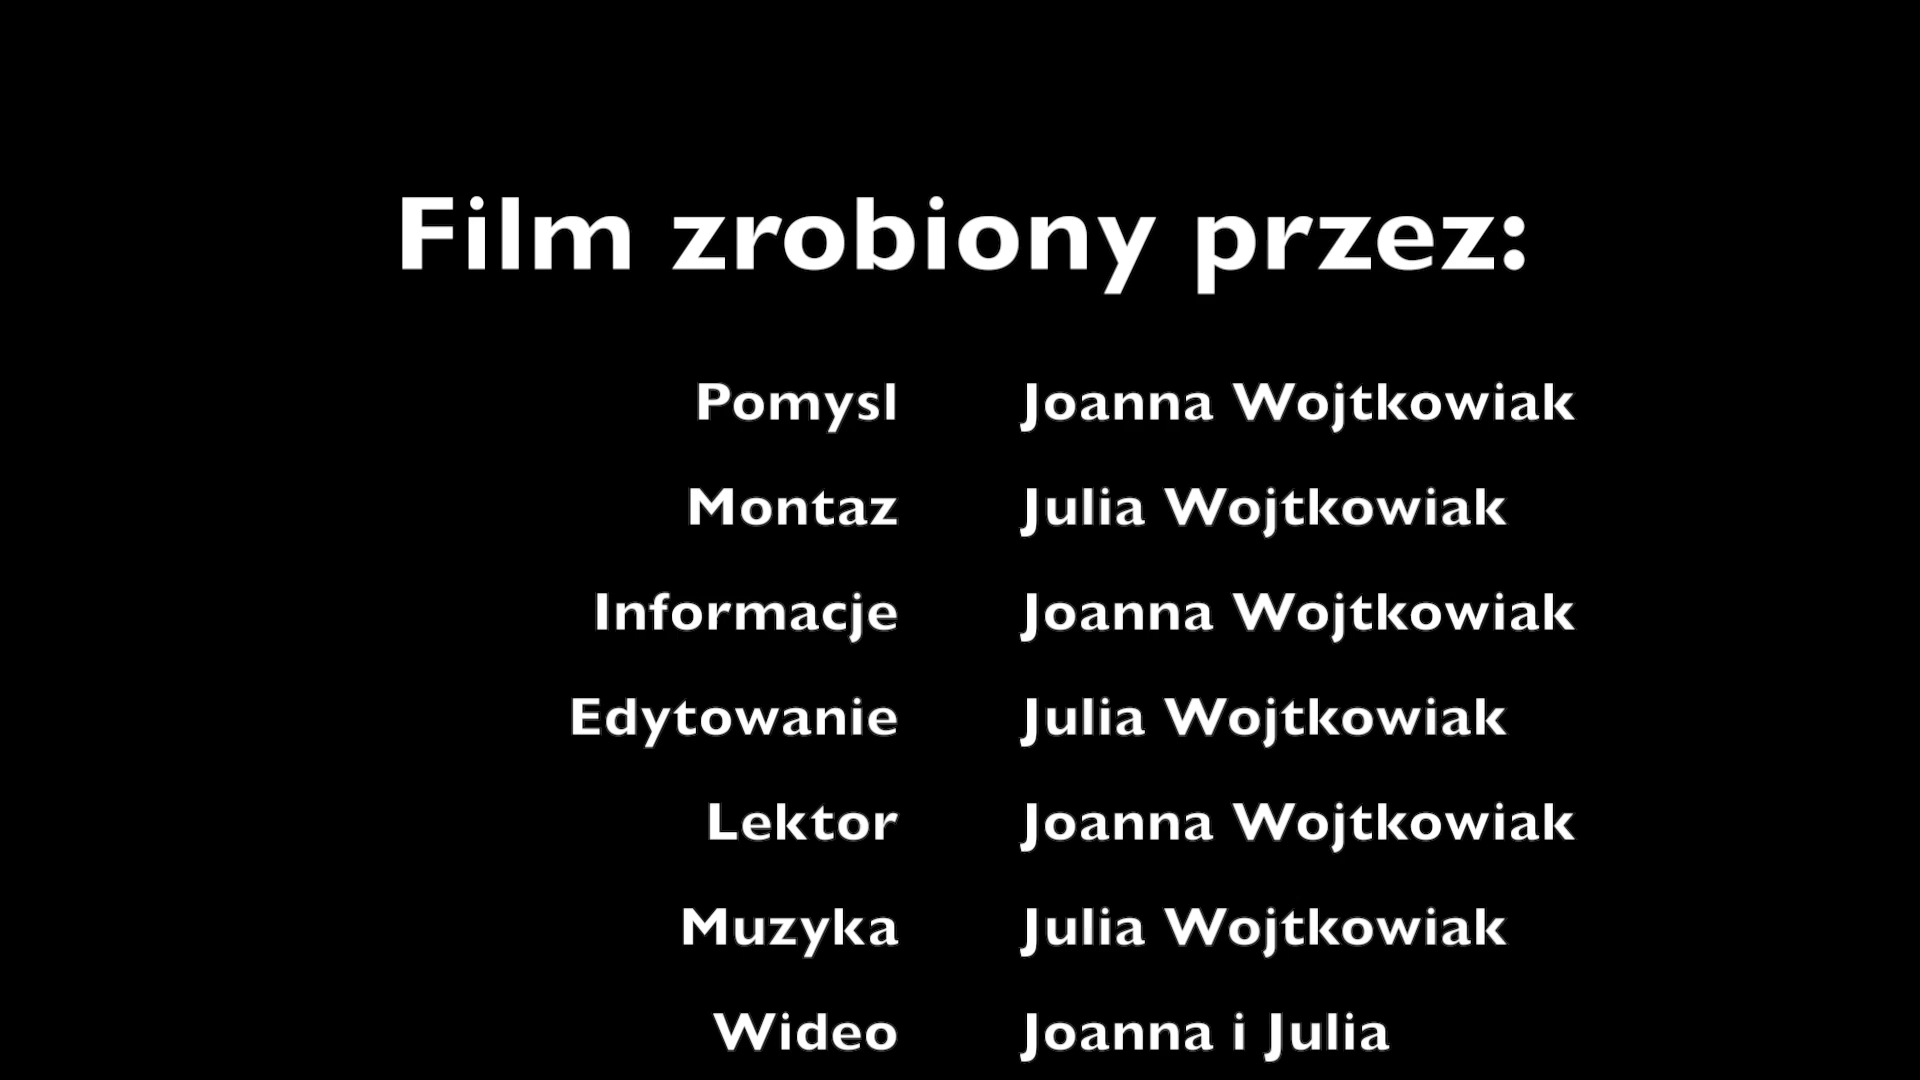 Film zrobiony przez:
Pomysl Joanna Wojtkowiak
Montaz Julia Wojtkowiak
Informacje Joanna Wojtkowiak
Edytowanie Julia Wojtkowiak
Lektor Joanna Wojtkowiak
Muzyka Julia Wojtkowiak
Wideo Joanna i Julia